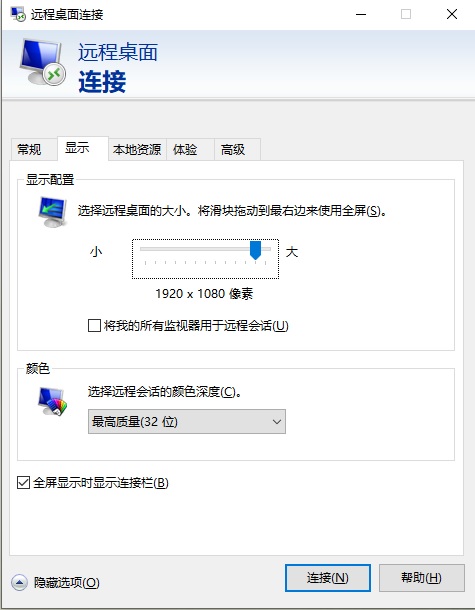 远程桌面连接
远程桌面
连接
常规 显示 本地资源 体验 高级
显示配置
选择远程桌面的大小。将滑块拖动到最右边来使用全屏(S)。
小 大
1920 x 1080 像素
将我的所有监视器用于远程会话(U)
颜色
选择远程会话的颜色深度(C)。
最高质量(32 位)
全屏显示时显示连接栏(B)
隐藏选项(O) 连接(N) 帮助(H)